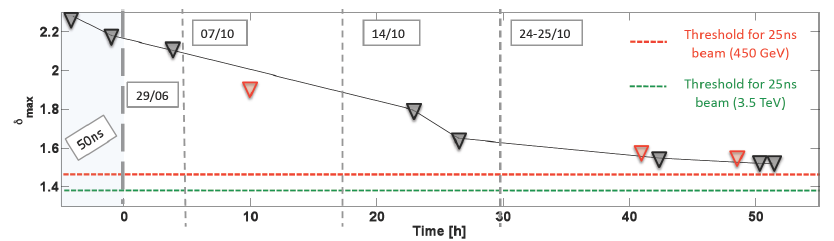 2.2
2
1.8
1.6
1.4
δmax
0
10
20
30
40
50
Time [h]
50ns
29/06
07/10
14/10
24-25/10
Threshold for 25ns
beam (450 GeV)
Threshold for 25ns
beam (3.5 TeV)